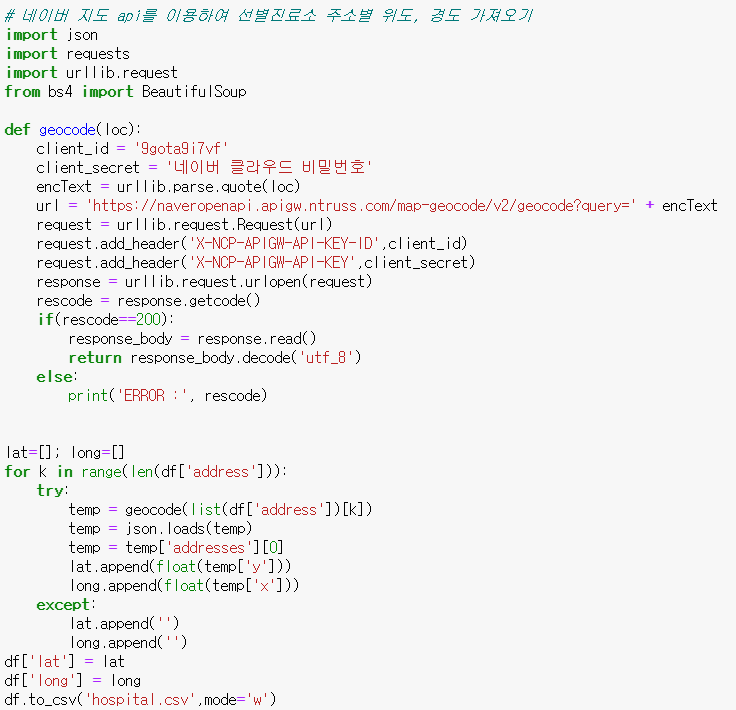 # 네이버 지도 api를 이용하여 선별진료소 주소별 위도, 경도 가져오기
import json
import requests
import urllib.request
from bs4 import BeautifulSoup

def geocode(loc):
    client_id = '9gota9i7vf'
    client_secret = '네이버 클라우드 비밀번호'
    encText = urllib.parse.quote(loc)
    url = 'https://naveropenapi.apigw.ntruss.com/map-geocode/v2/geocode?query=' + encText
    request = urllib.request.Request(url)
    request.add_header('X-NCP-APIGW-API-KEY-ID',client_id)
    request.add_header('X-NCP-APIGW-API-KEY',client_secret)
    response = urllib.request.urlopen(request)
    rescode = response.getcode()
    if(rescode==200):
        response_body = response.read()
        return response_body.decode('utf_8')
    else:
        print('ERROR :', rescode)


lat=[]; long=[]
for k in range(len(df['address'])):
    try:
        temp = geocode(list(df['address'])[k])
        temp = json.loads(temp)
        temp = temp['addresses'][0]
        lat.append(float(temp['y']))
        long.append(float(temp['x']))
    except:
        lat.append('')
        long.append('')
df['lat'] = lat
df['long'] = long
df.to_csv('hospital.csv',mode='w')